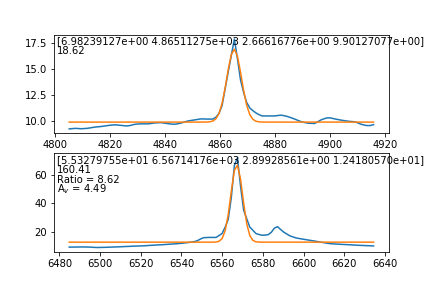 [6.98239127e+00 4.86511275e+03 2.66616776e+00 9.90127077e+00]
18.62
17.5
15.0
12.5
10.0
4800 4820 4840 4860 4880 4900 4920
[5.53279755e+01 6.56714176e+03 2.89928561e+00 1.24180570e+01]
160.41
Ratio = 8.62
Aᵥ = 4.49
60
40
20
6480 6500 6520 6540 6560 6580 6600 6620 6640